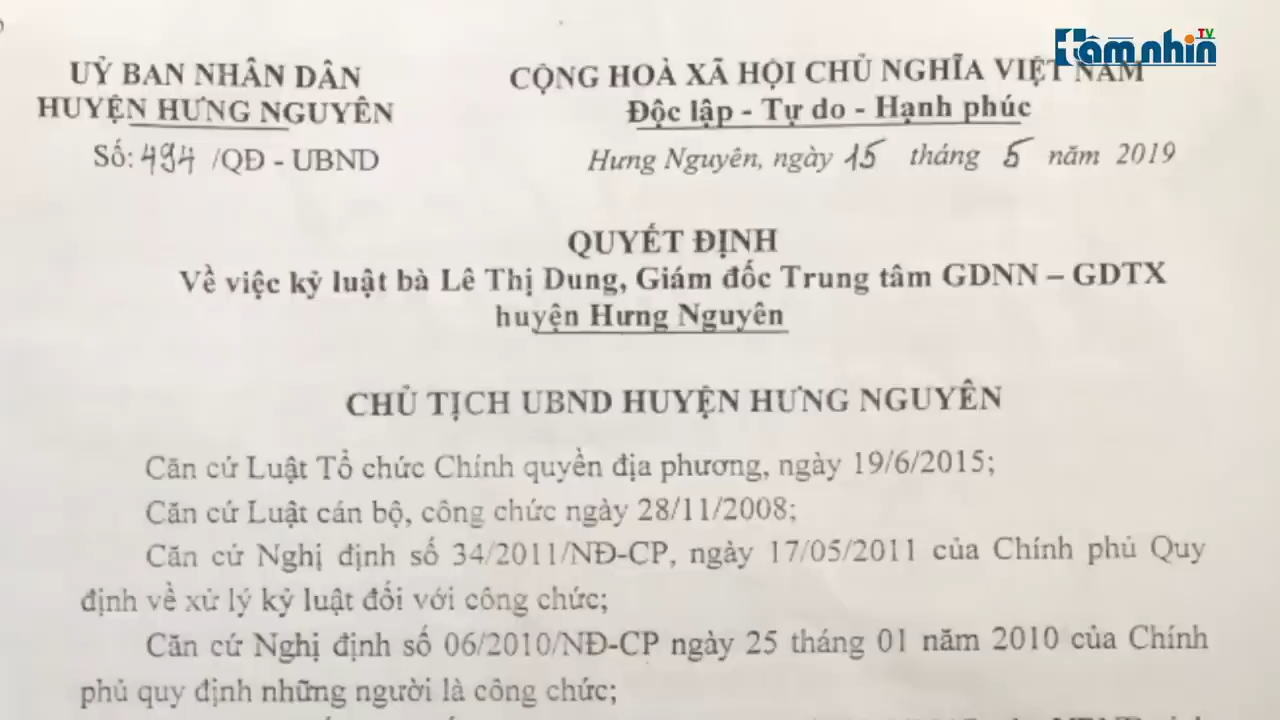 Tầm nhìn TV
UỶ BAN NHÂN DÂN
HUYỆN HƯNG NGUYÊN
Số: 494 /QĐ - UBND
CỘNG HOÀ XÃ HỘI CHỦ NGHĨA VIỆT NAM
Độc lập - Tự do - Hạnh phúc
Hưng Nguyên, ngày 15 tháng 5 năm 2019
QUYẾT ĐỊNH
Về việc kỷ luật bà Lê Thị Dung, Giám đốc Trung tâm GDNN – GDTX
huyện Hưng Nguyên
CHỦ TỊCH UBND HUYỆN HƯNG NGUYÊN
Căn cứ Luật Tổ chức Chính quyền địa phương, ngày 19/6/2015;
Căn cứ Luật cán bộ, công chức ngày 28/11/2008;
Căn cứ Nghị định số 34/2011/NĐ-CP, ngày 17/05/2011 của Chính phủ Quy
định về xử lý kỷ luật đối với công chức;
Căn cứ Nghị định số 06/2010/NĐ-CP ngày 25 tháng 01 năm 2010 của Chính
phủ quy định những người là công chức;